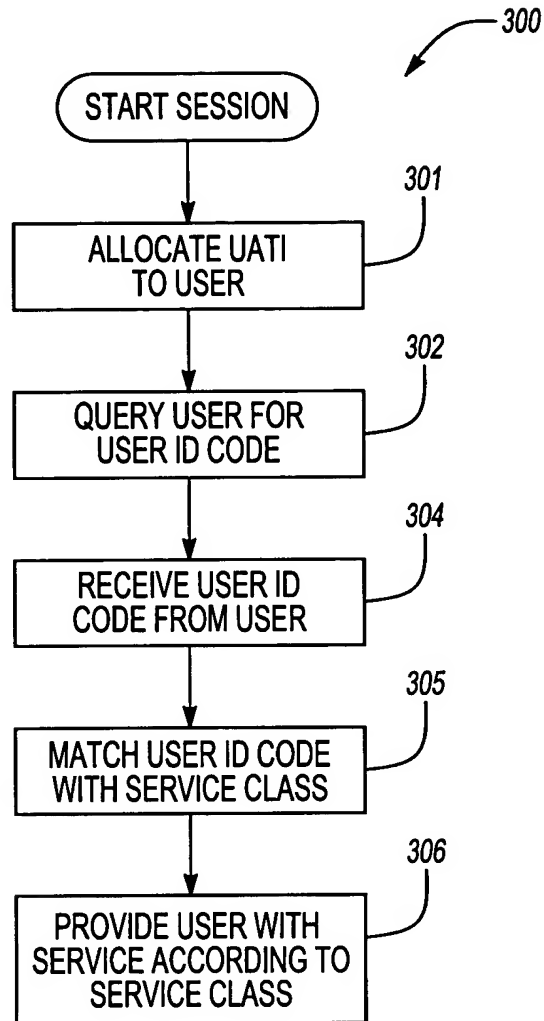 300
START SESSION
301
ALLOCATE UATI
TO USER
302
QUERY USER FOR
USER ID CODE
304
RECEIVE USER ID
CODE FROM USER
305
MATCH USER ID CODE
WITH SERVICE CLASS
306
PROVIDE USER WITH
SERVICE ACCORDING TO
SERVICE CLASS